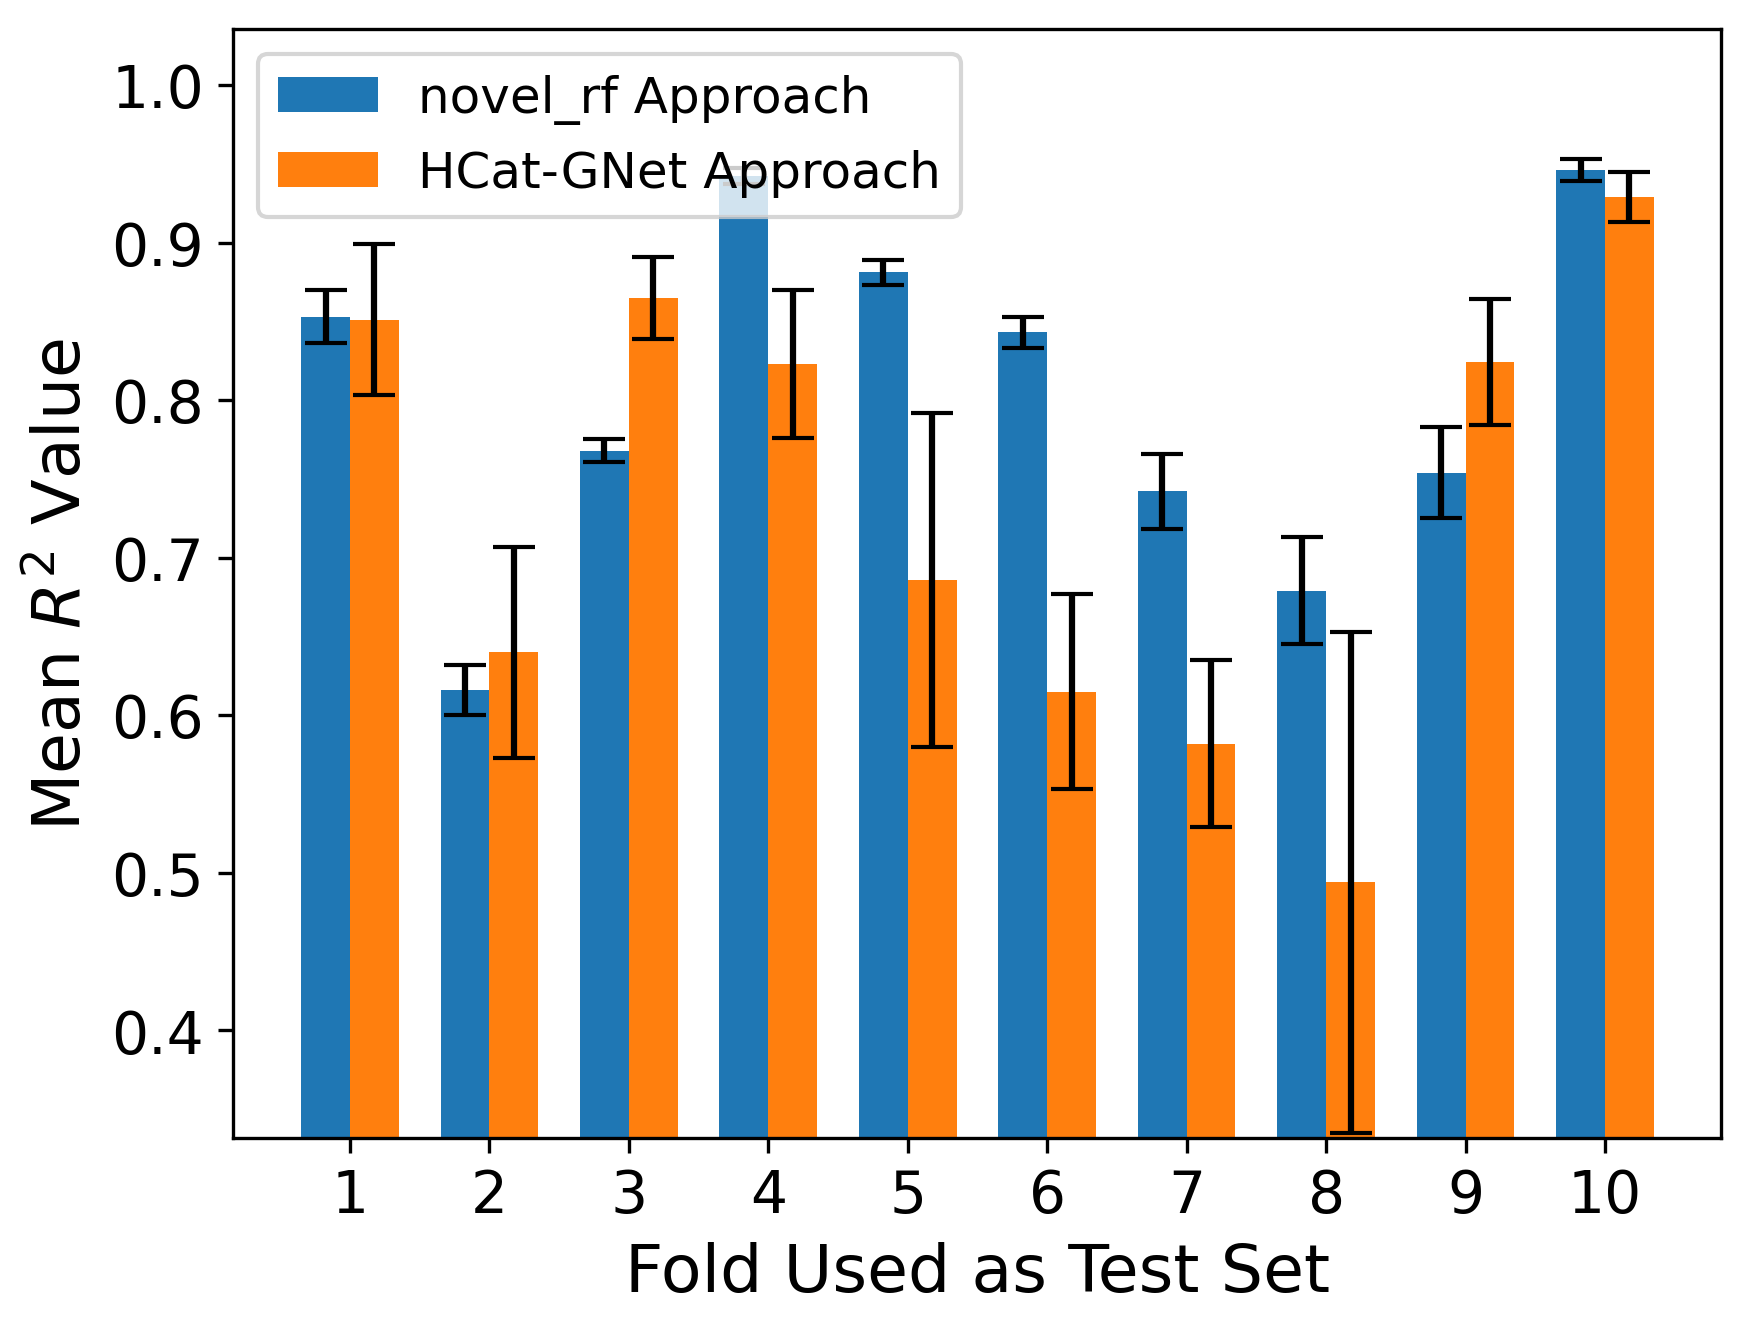 novel_rf Approach
HCat-GNet Approach
1.0
0.9
0.8
0.7
0.6
0.5
0.4
Mean R² Value
1 2 3 4 5 6 7 8 9 10
Fold Used as Test Set